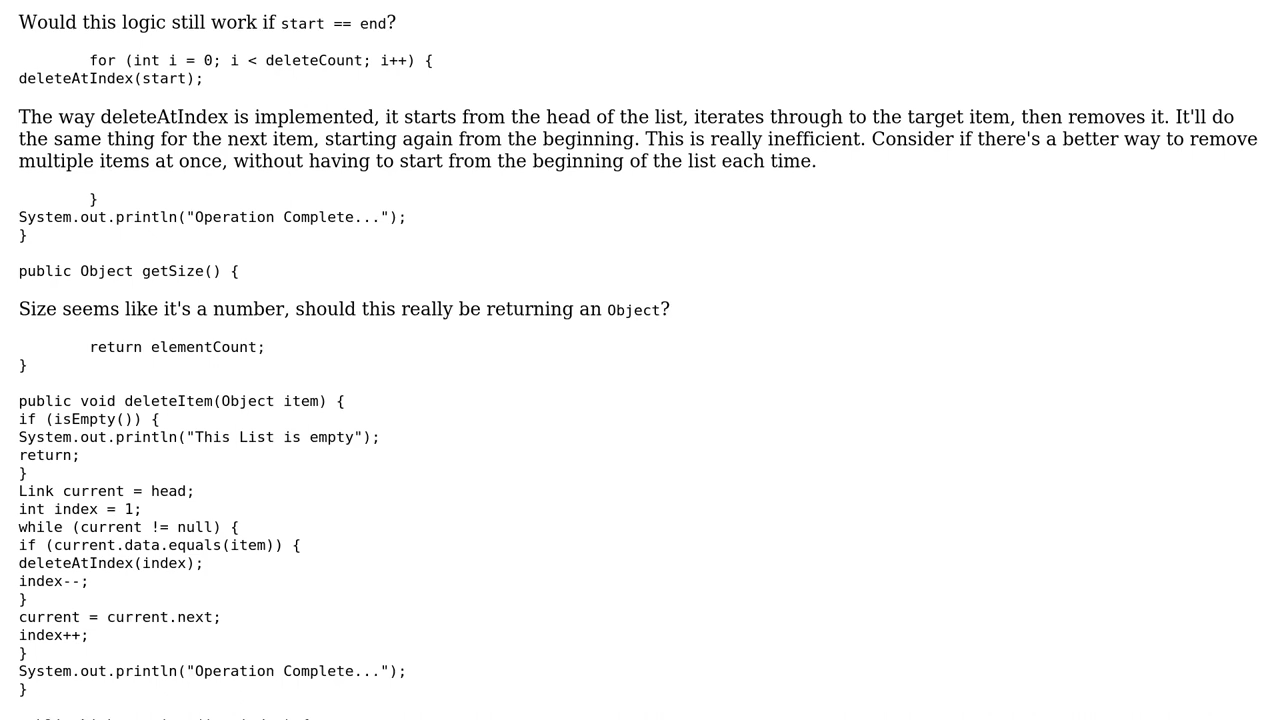 Would this logic still work if start == end?
for (int i = 0; i < deleteCount; i++) {
deleteAtIndex(start);
The way deleteAtIndex is implemented, it starts from the head of the list, iterates through to the target item, then removes it. It'll do
the same thing for the next item, starting again from the beginning. This is really inefficient. Consider if there's a better way to remove
multiple items at once, without having to start from the beginning of the list each time.
}
System.out.println("Operation Complete...");
}
public Object getSize() {
Size seems like it's a number, should this really be returning an Object?
return elementCount;
}
public void deleteItem(Object item) {
if (isEmpty()) {
System.out.println("This List is empty");
return;
}
Link current = head;
int index = 1;
while (current != null) {
if (current.data.equals(item)) {
deleteAtIndex(index);
index--;
}
current = current.next;
index++;
}
System.out.println("Operation Complete...");
}